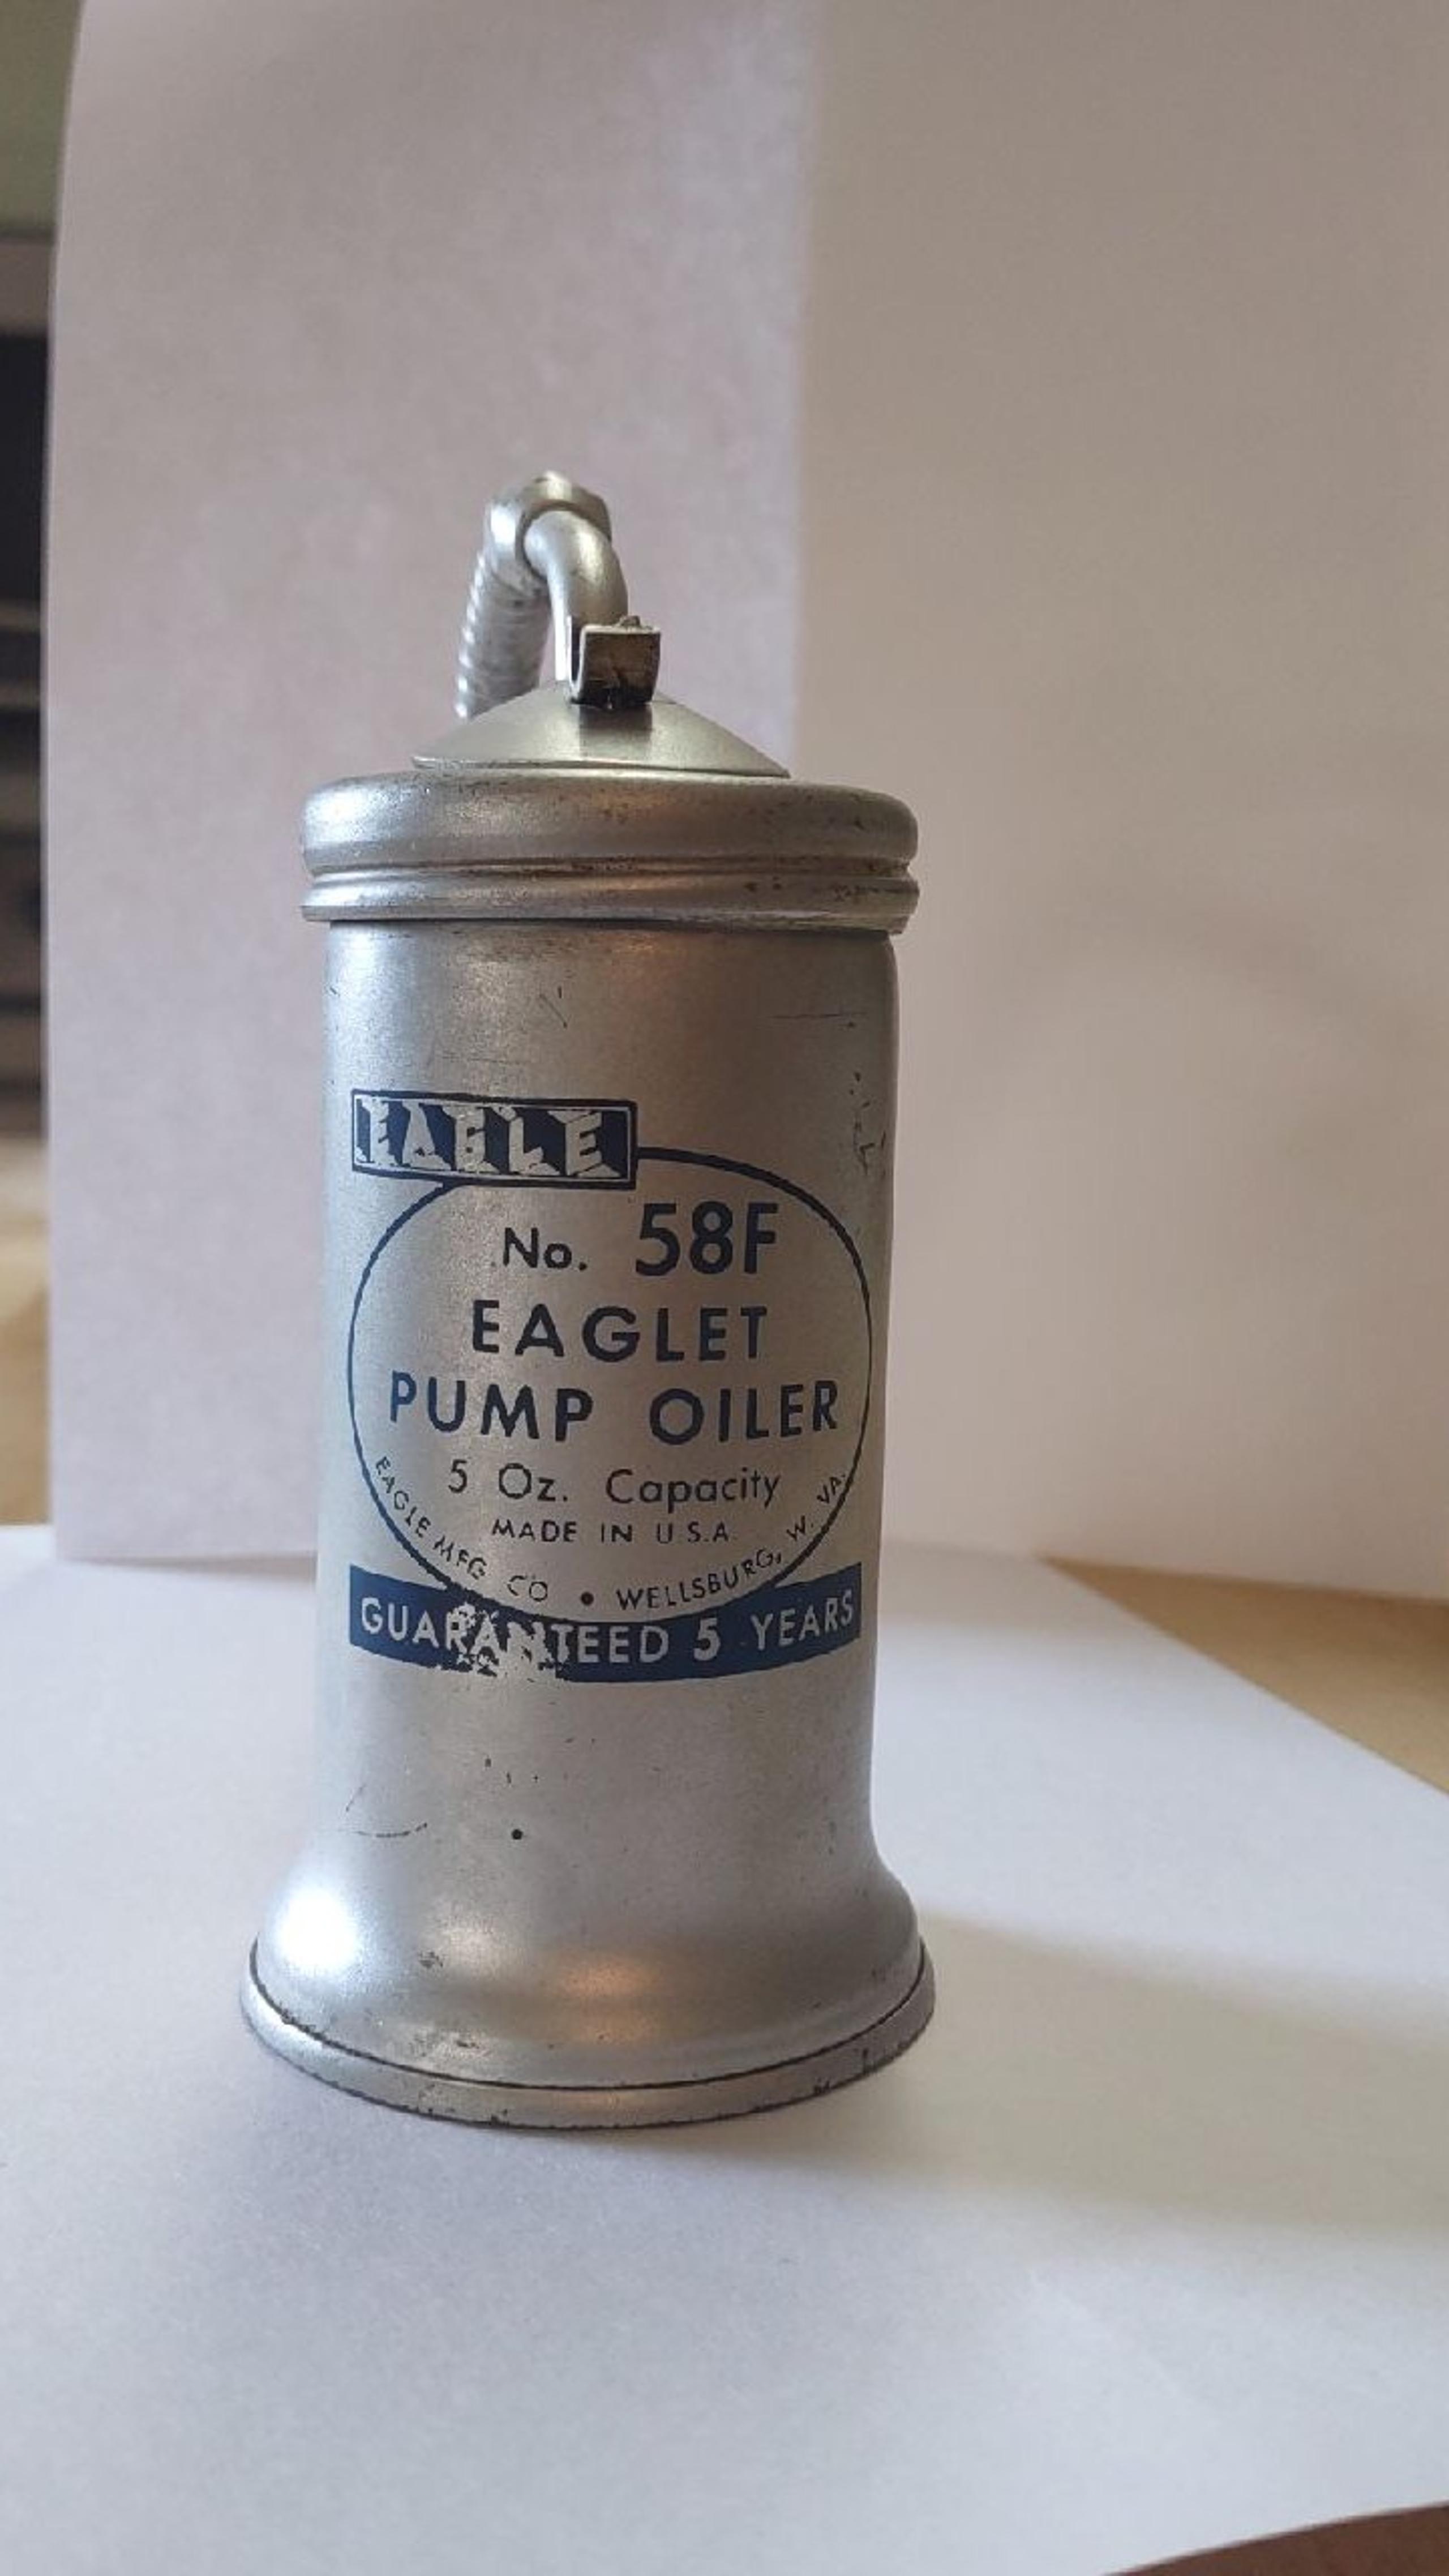 EAGLE
No. 58F
EAGLET
PUMP OILER
5 Oz. Capacity
MADE IN U.S.A.
EAGLE MFG CO • WELLSBURG, W. VA.
GUARANTEED 5 YEARS